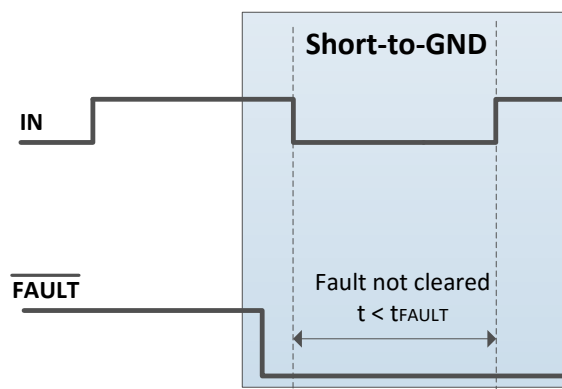 Short-to-GND
IN
FAULT
Fault not cleared
t < tFAULT